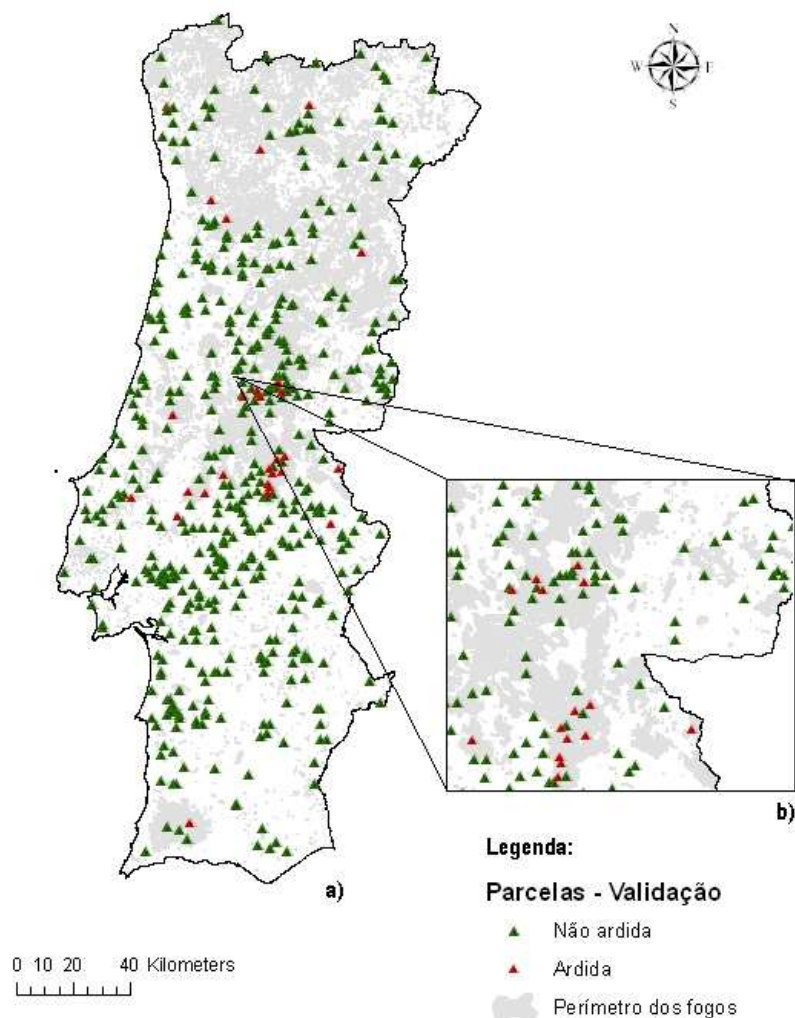 N
W E
S
b)
a)
Legenda:
Parcelas - Validação
Não ardida
Ardida
Perímetro dos fogos
0 10 20 40 Kilometers